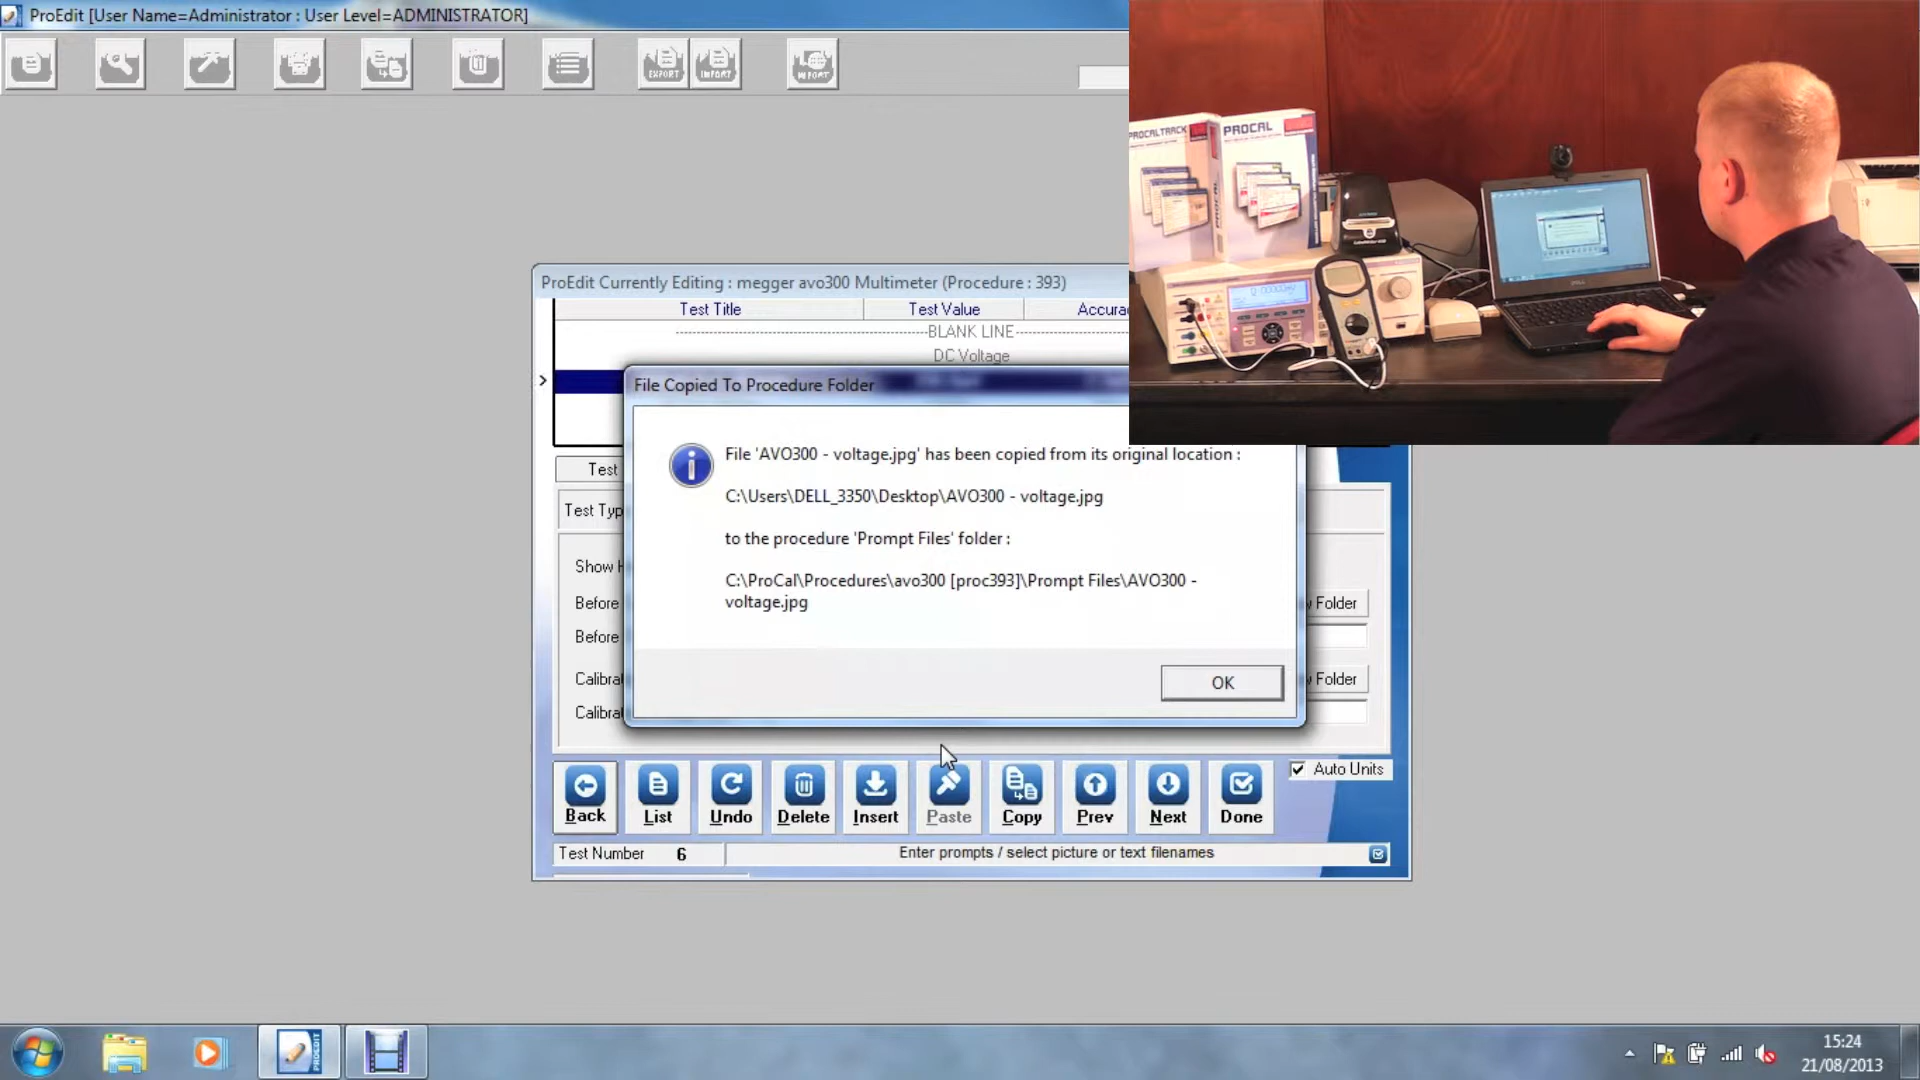 ProEdit [User Name=Administrator : User Level=ADMINISTRATOR]
EXPORT
IMPORT
IMPORT
PROCALTRACK
PROCAL
ProEdit Currently Editing : megger avo300 Multimeter (Procedure : 393)
Test Title
Test Value
BLANK LINE
DC Voltage
>
File Copied To Procedure Folder
File 'AVO300 - voltage.jpg' has been copied from its original location :
C:\Users\DELL_3350\Desktop\AVO300 - voltage.jpg
to the procedure 'Prompt Files' folder :
C:\ProCal\Procedures\avo300 [proc393]\Prompt Files\AVO300 -
voltage.jpg
OK
Test
Test Typ
Show
Before
Folder
Before
Calibra
Folder
Calibra
Back
List
Undo
Delete
Insert
Paste
Copy
Prev
Next
Done
Auto Units
Test Number 6
Enter prompts / select picture or text filenames
PROEDIT
15:24
21/08/2013